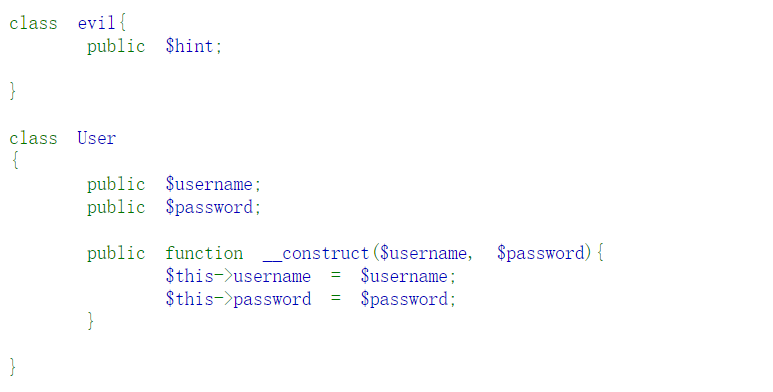 class evil{
public $hint;
}
class User
{
public $username;
public $password;
public function __construct($username, $password){
$this->username = $username;
$this->password = $password;
}
}